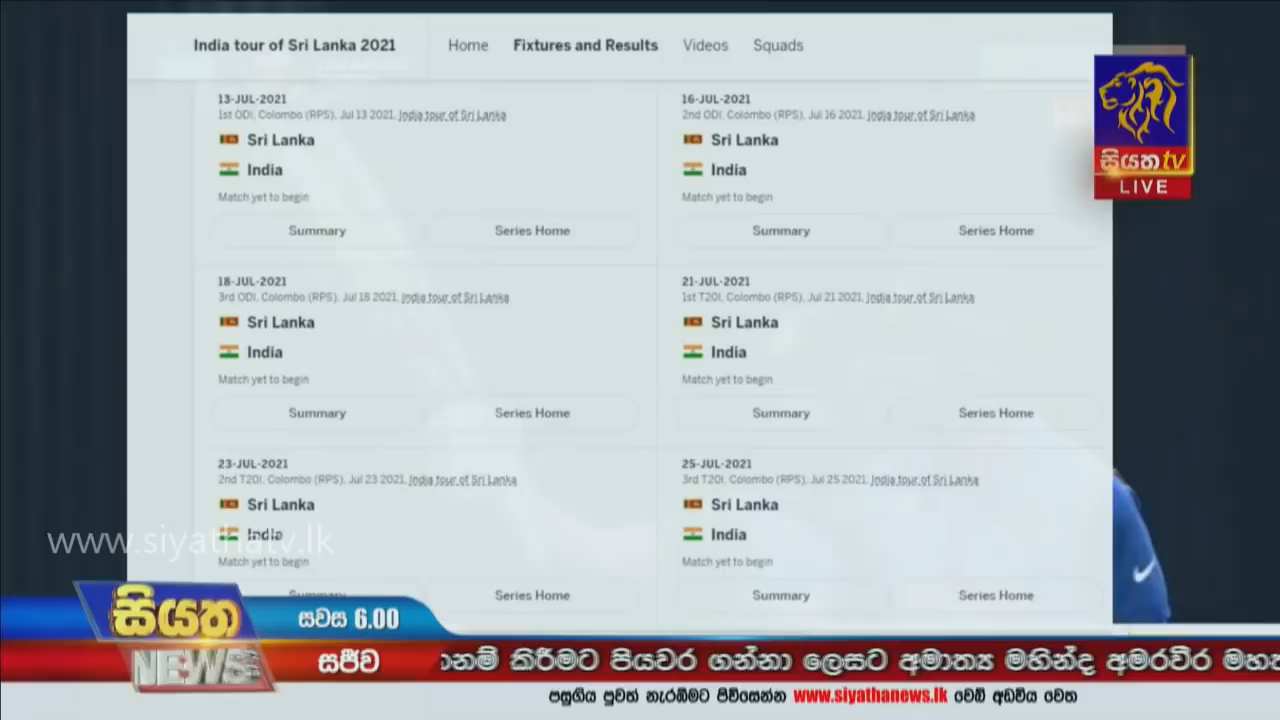 India tour of Sri Lanka 2021 Home Fixtures and Results Videos Squads
13-JUL-2021
1st ODI, Colombo (RPS), Jul 13 2021, India tour of Sri Lanka
Sri Lanka
India
Match yet to begin
Summary Series Home
16-JUL-2021
2nd ODI, Colombo (RPS), Jul 16 2021, India tour of Sri Lanka
Sri Lanka
India
Match yet to begin
Summary Series Home
18-JUL-2021
3rd ODI, Colombo (RPS), Jul 18 2021, India tour of Sri Lanka
Sri Lanka
India
Match yet to begin
Summary Series Home
21-JUL-2021
1st T20I, Colombo (RPS), Jul 21 2021, India tour of Sri Lanka
Sri Lanka
India
Match yet to begin
Summary Series Home
23-JUL-2021
2nd T20I, Colombo (RPS), Jul 23 2021, India tour of Sri Lanka
Sri Lanka
India
Match yet to begin
Summary Series Home
25-JUL-2021
3rd T20I, Colombo (RPS), Jul 25 2021, India tour of Sri Lanka
Sri Lanka
India
Match yet to begin
Summary Series Home
සියත tv
LIVE
www.siyathatv.lk
සියත
NEWS
සවස 6.00
සජීව
කිරීමට පියවර ගන්නා ලෙසට අමාත්‍ය මහින්ද අමරවීර
පසුගිය පුවත් නැරඹීමට පිවිසෙන්න www.siyathanews.lk වෙබ් අඩවිය වෙත